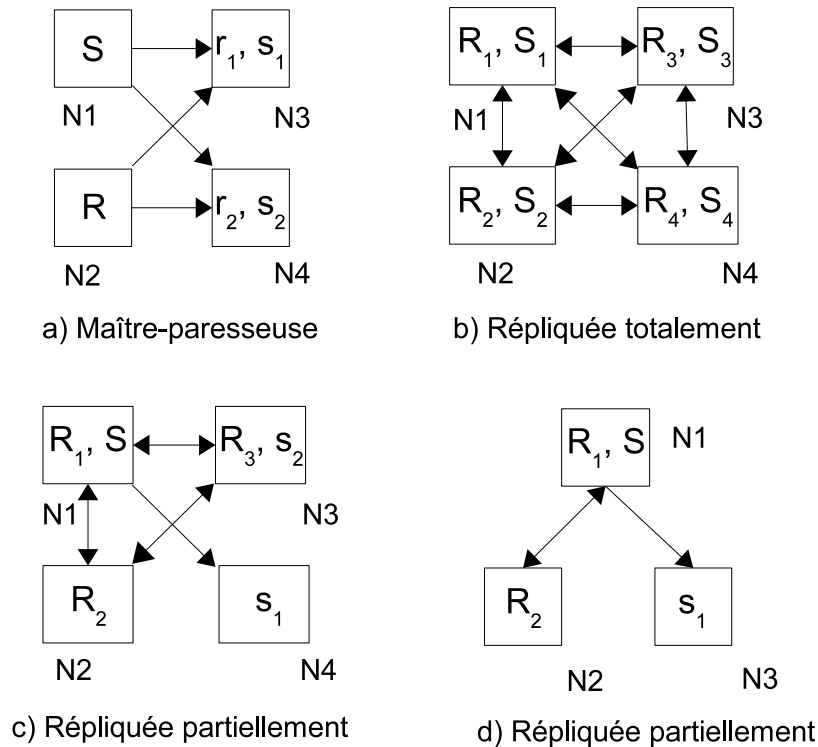 S
r1, s1
N1
N3
R
r2, s2
N2
N4
a) Maître-paresseuse
R1, S1
R3, S3
N1
N3
R2, S2
R4, S4
N2
N4
b) Répliquée totalement
R1, S
R3, s2
N1
N3
R2
s1
N2
N4
c) Répliquée partiellement
R1, S
N1
R2
s1
N2
N3
d) Répliquée partiellement